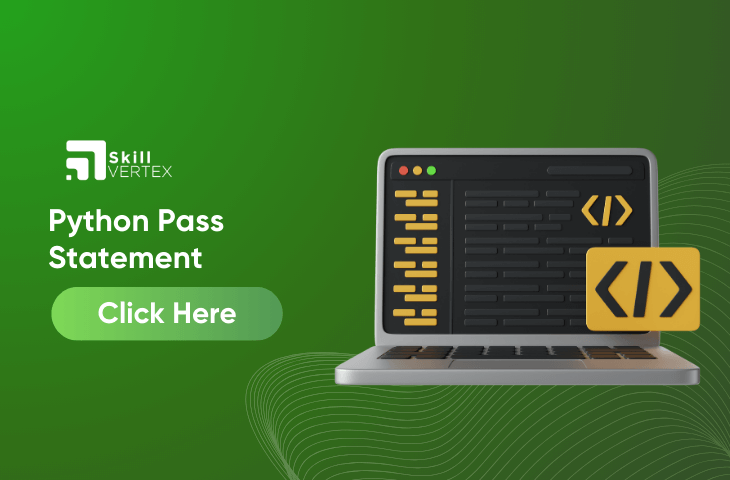 Skill
VERTEX
Python Pass
Statement
Click Here
</>
</>